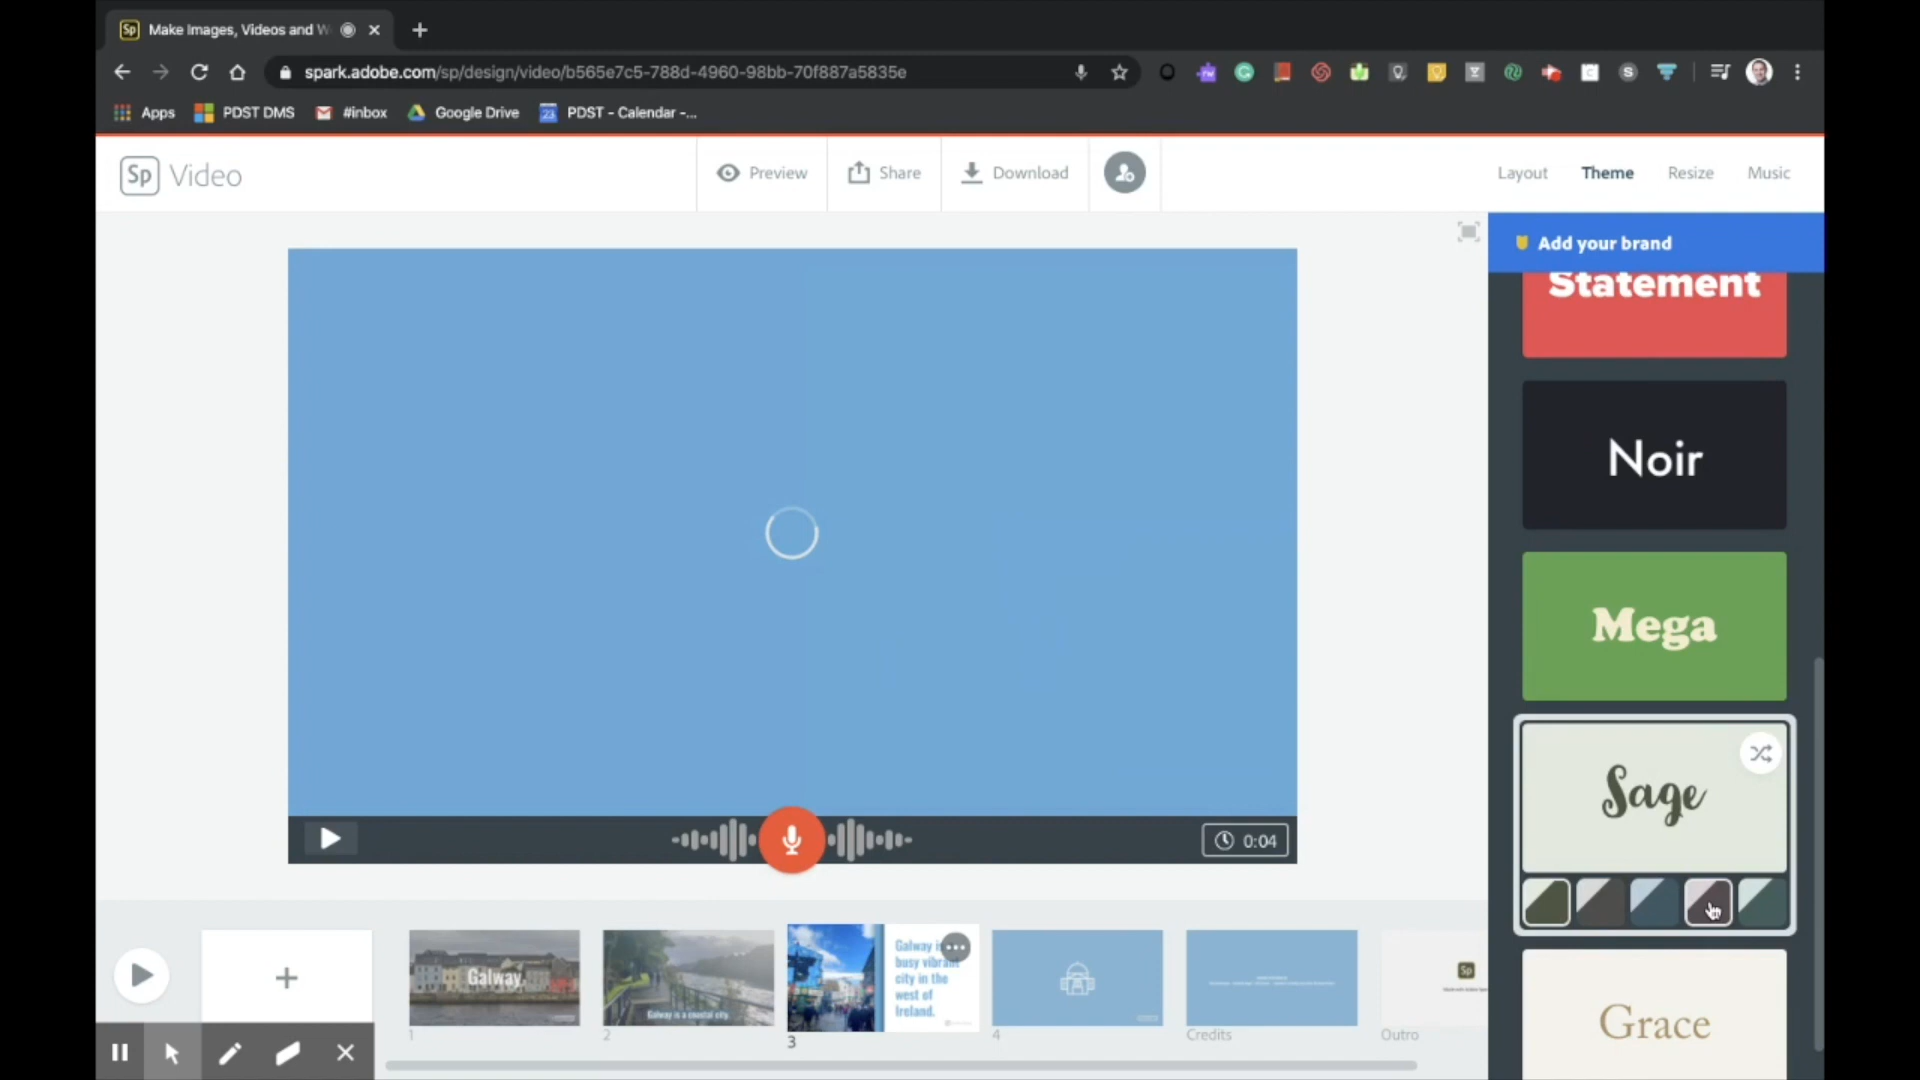 Sp Make Images, Videos and W
spark.adobe.com/sp/design/video/b565e7c5-788d-4960-98bb-70f887a5835e
Apps PDST DMS #inbox Google Drive 23 PDST - Calendar -...
Sp Video
Preview Share Download
Layout Theme Resize Music
Add your brand
Statement
Noir
Mega
Sage
Grace
0:04
Galway
Galway is a coastal city.
Galway is
busy vibrant
city in the
west of
Ireland.
Sp
1 2 3 4 Credits Outro